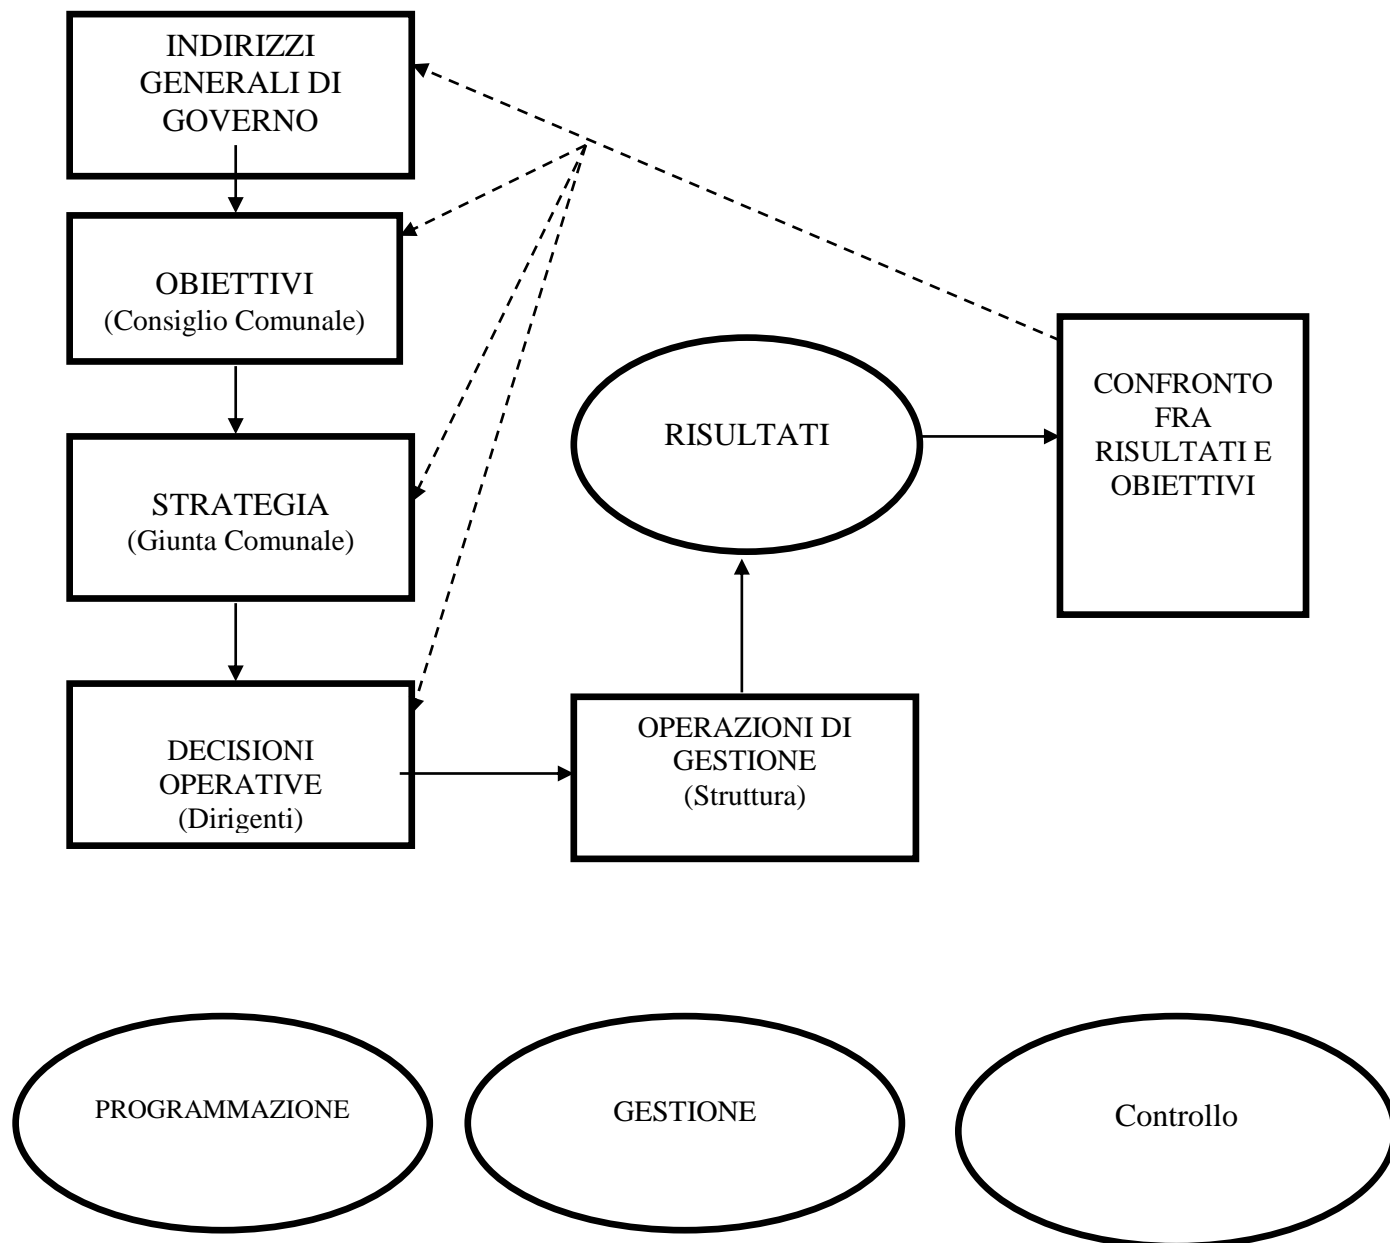 INDIRIZZI
GENERALI DI
GOVERNO
OBIETTIVI
(Consiglio Comunale)
STRATEGIA
(Giunta Comunale)
DECISIONI
OPERATIVE
(Dirigenti)
OPERAZIONI DI
GESTIONE
(Struttura)
RISULTATI
CONFRONTO
FRA
RISULTATI E
OBIETTIVI
PROGRAMMAZIONE
GESTIONE
Controllo